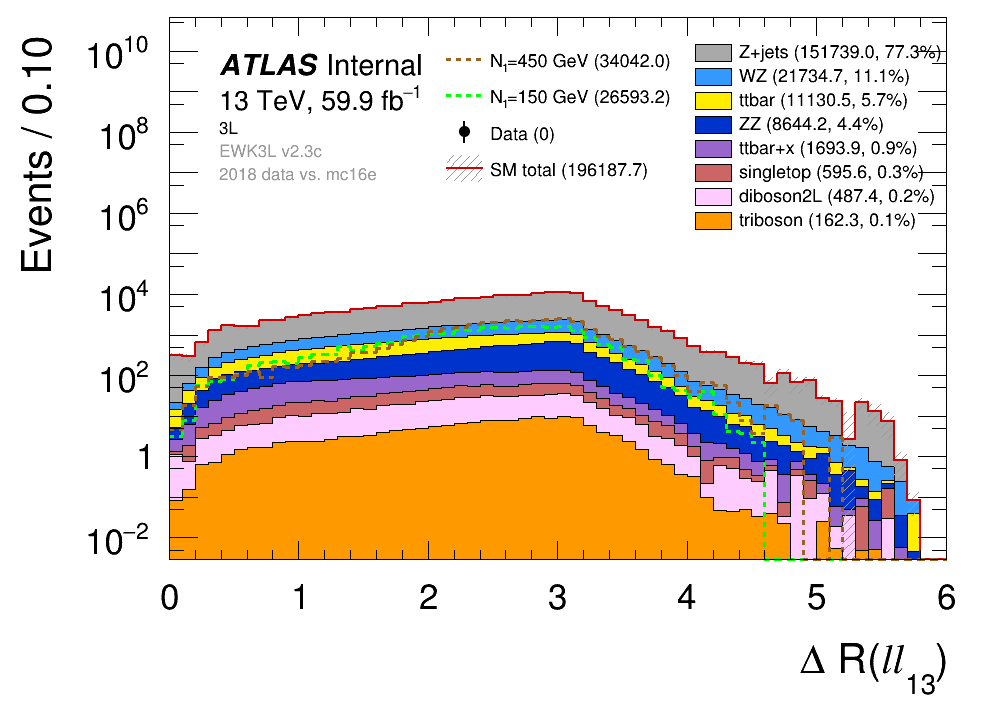 Events / 0.10
10^10
10^8
10^6
10^4
10^2
1
10^−2
ATLAS Internal
13 TeV, 59.9 fb^−1
3L
EWK3L v2.3c
2018 data vs. mc16e
N_1=450 GeV (34042.0)
N_1=150 GeV (26593.2)
Data (0)
SM total (196187.7)
Z+jets (151739.0, 77.3%)
WZ (21734.7, 11.1%)
ttbar (11130.5, 5.7%)
ZZ (8644.2, 4.4%)
ttbar+x (1693.9, 0.9%)
singletop (595.6, 0.3%)
diboson2L (487.4, 0.2%)
triboson (162.3, 0.1%)
0 1 2 3 4 5 6
Δ R(ll_13)